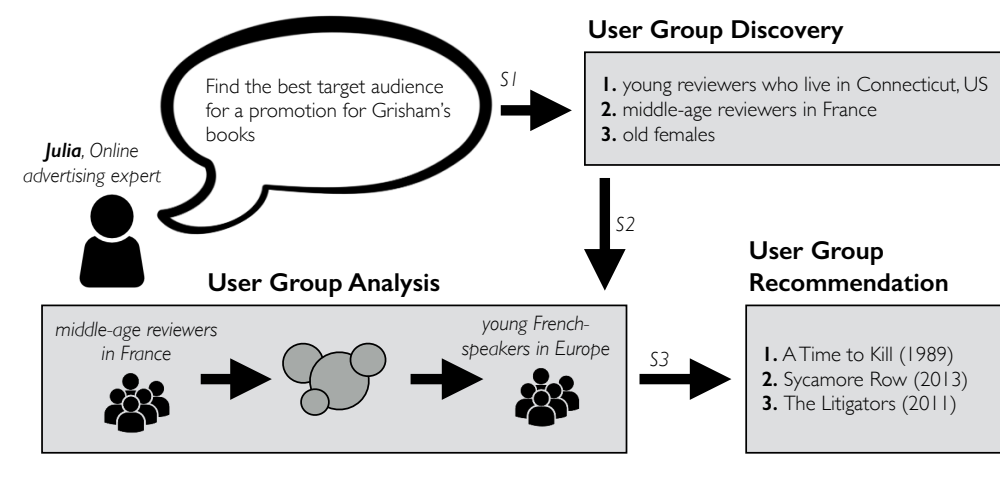 User Group Discovery
Find the best target audience
for a promotion for Grisham's
books
S1
1. young reviewers who live in Connecticut, US
2. middle-age reviewers in France
3. old females
Julia, Online
advertising expert
S2
User Group
Recommendation
User Group Analysis
middle-age reviewers
in France
young French-
speakers in Europe
S3
1. A Time to Kill (1989)
2. Sycamore Row (2013)
3. The Litigators (2011)